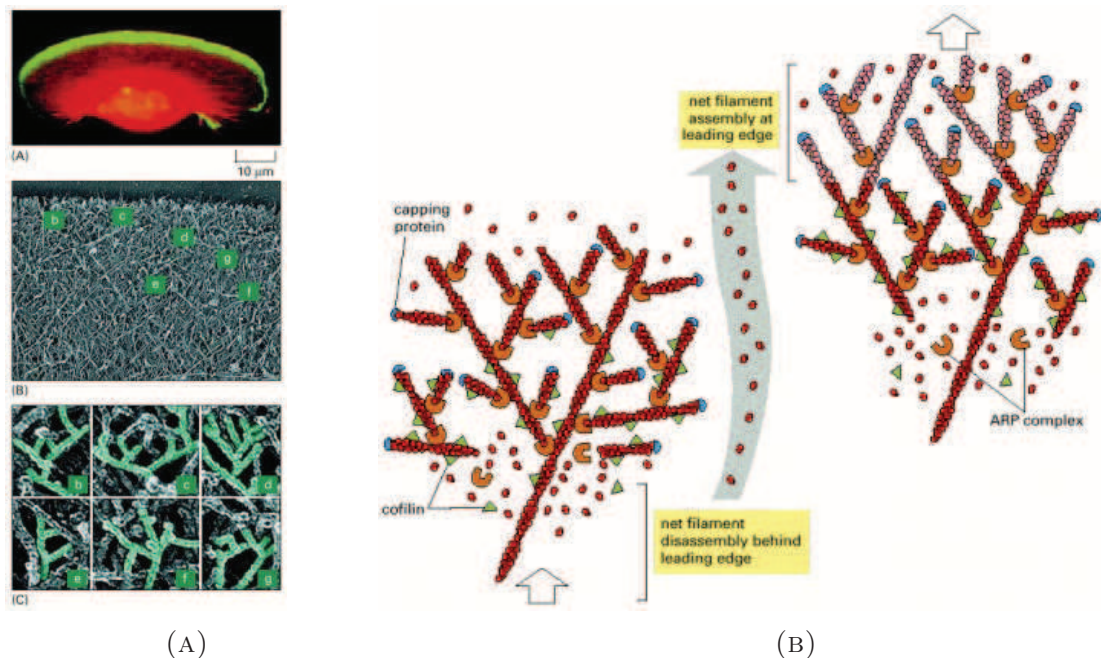 (A)
10 μm
b
c
d
g
e
f
(B)
b
c
d
e
f
g
(C)
(A)
capping
protein
cofilin
net filament
assembly at
leading edge
net filament
disassembly behind
leading edge
ARP complex
(B)